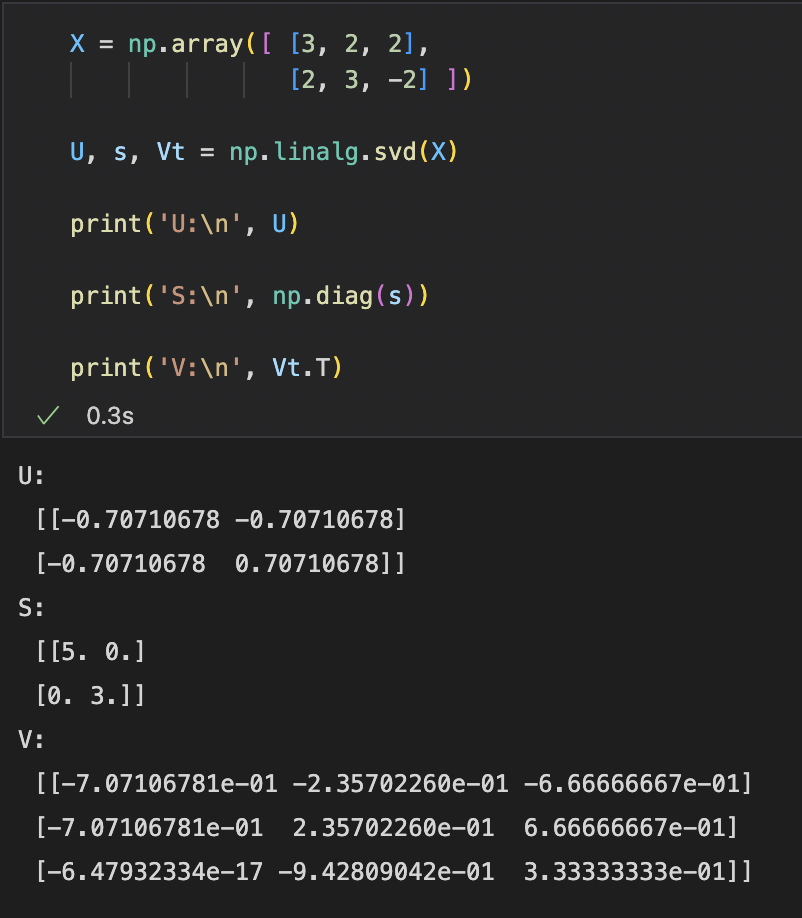 X = np.array([ [3, 2, 2],
[2, 3, -2] ])
U, s, Vt = np.linalg.svd(X)
print('U:\n', U)
print('S:\n', np.diag(s))
print('V:\n', Vt.T)
0.3s
U:
[[-0.70710678 -0.70710678]
[-0.70710678  0.70710678]]
S:
[[5. 0.]
[0. 3.]]
V:
[[-7.07106781e-01 -2.35702260e-01 -6.66666667e-01]
[-7.07106781e-01  2.35702260e-01  6.66666667e-01]
[-6.47932334e-17 -9.42809042e-01  3.33333333e-01]]